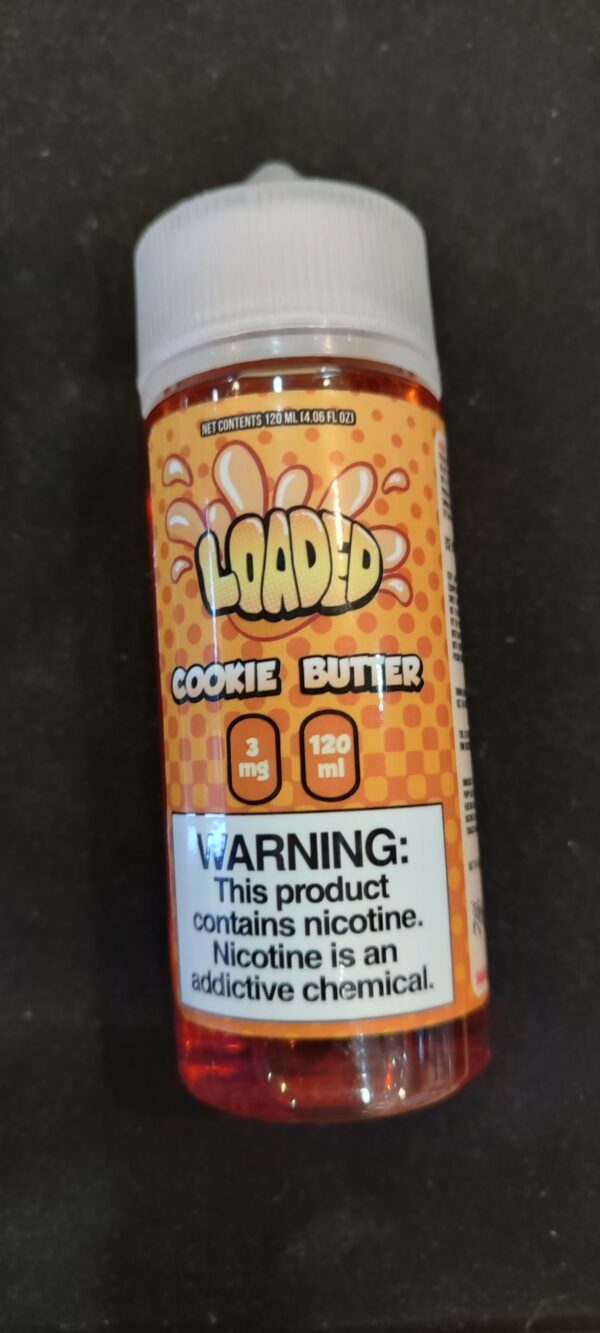 NET CONTENTS 120 ML (4.06 FL OZ)
LOADED
COOKIE BUTTER
3
mg
120
ml
WARNING:
This product
contains nicotine.
Nicotine is an
addictive chemical.